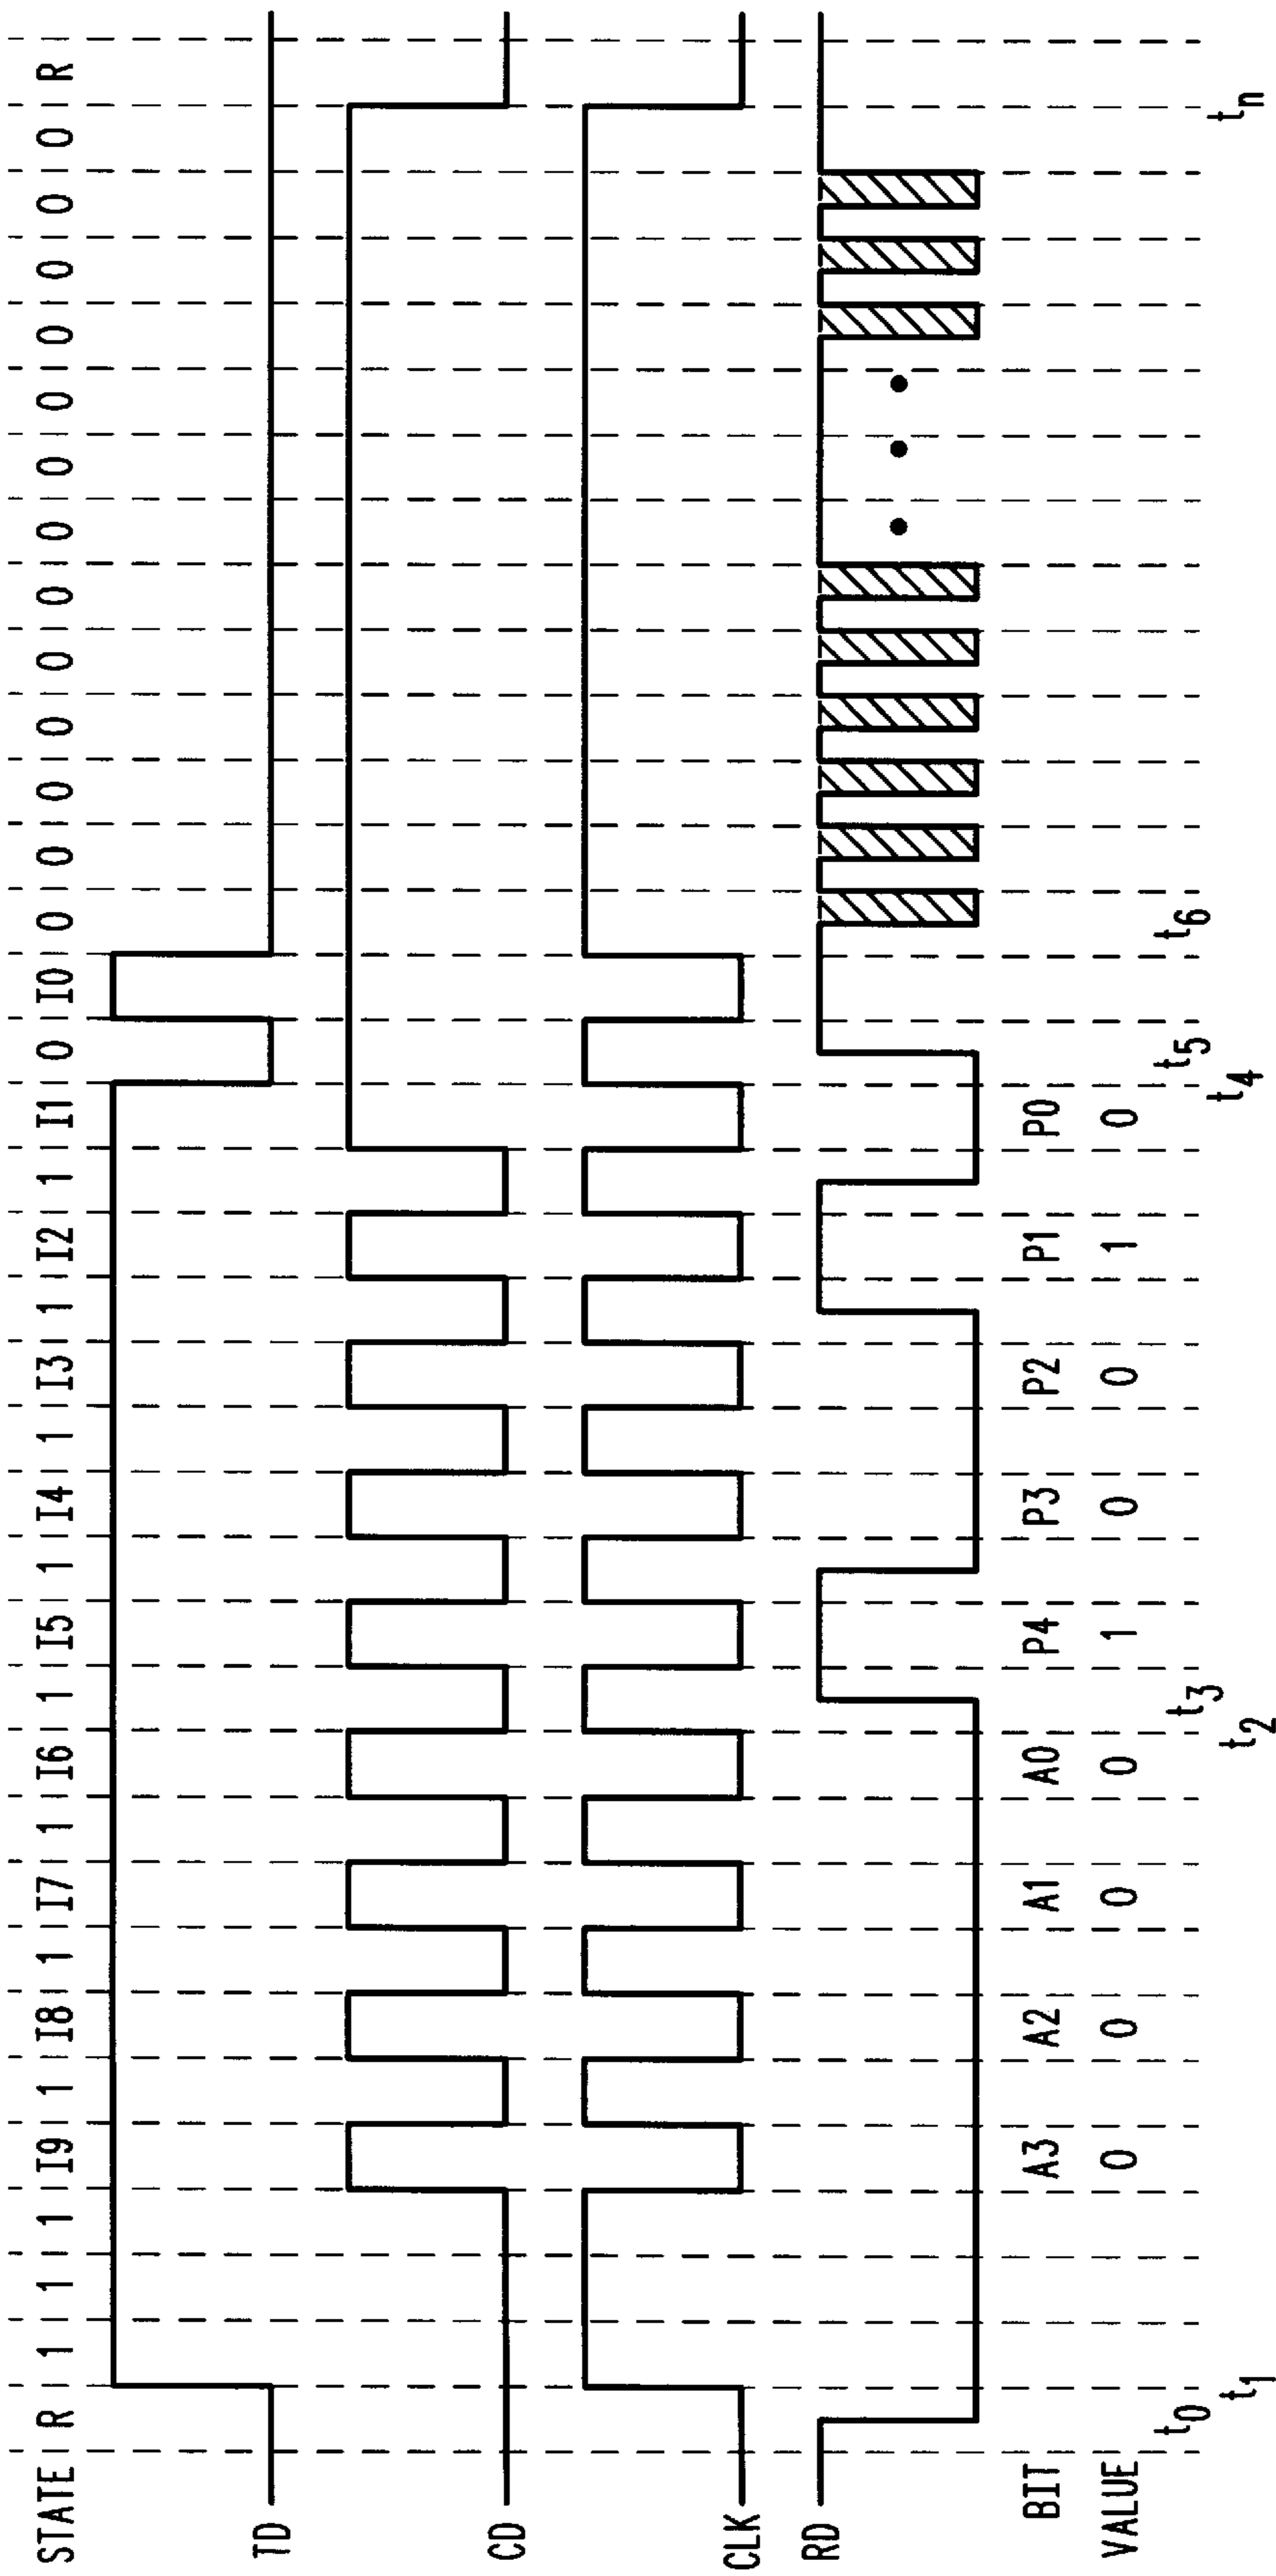 STATE R 1 1 1 I9 1 I8 1 I7 1 I6 1 I5 1 I4 1 I3 1 I2 1 I1 0 I0 0 0 0 0 0 0 0 0 0 0 0 0 0 R
TD
CD
CLK
RD
BIT A3 A2 A1 A0 P4 P3 P2 P1 P0
VALUE 0 0 0 0 1 0 0 1 0
t0 t3 t5 t6
t1 t2 t4 tn